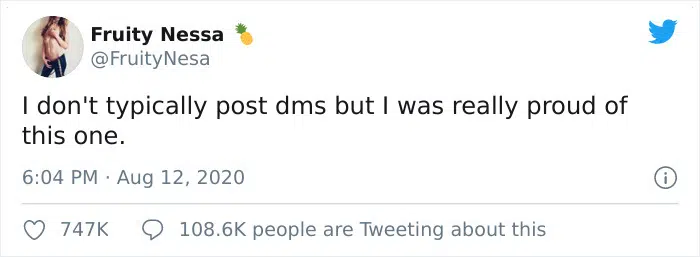 Fruity Nessa 🍍
@FruityNesa
I don't typically post dms but I was really proud of
this one.
6:04 PM · Aug 12, 2020
747K 108.6K people are Tweeting about this